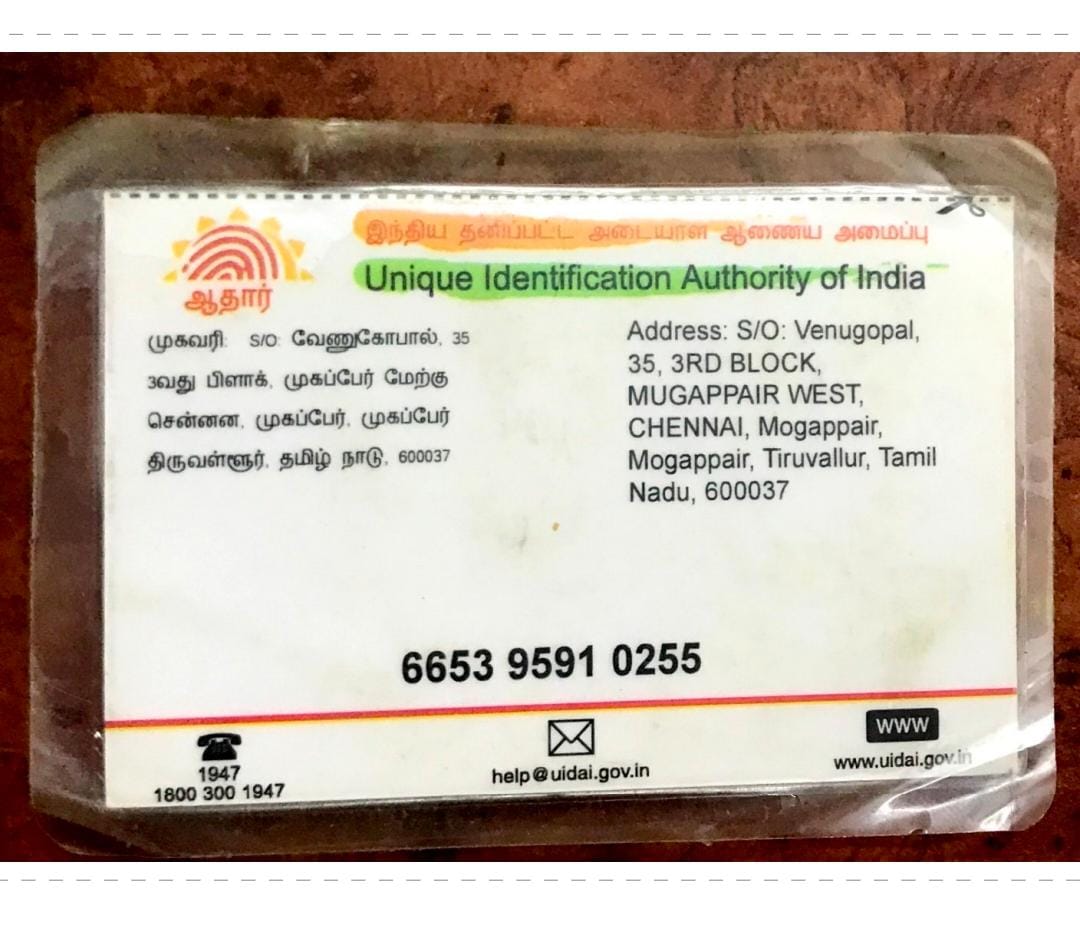 இந்திய தனிப்பட்ட அடையாள ஆணைய அமைப்பு
Unique Identification Authority of India
ஆதார்
முகவரி: S/O: வேணுகோபால், 35
3வது பிளாக், முகப்பேர் மேற்கு
சென்னை, முகப்பேர், முகப்பேர்
திருவள்ளூர், தமிழ் நாடு, 600037
Address: S/O: Venugopal,
35, 3RD BLOCK,
MUGAPPAIR WEST,
CHENNAI, Mogappair,
Mogappair, Tiruvallur, Tamil
Nadu, 600037
6653 9591 0255
1947
1800 300 1947
help@uidai.gov.in
WWW
www.uidai.gov.in